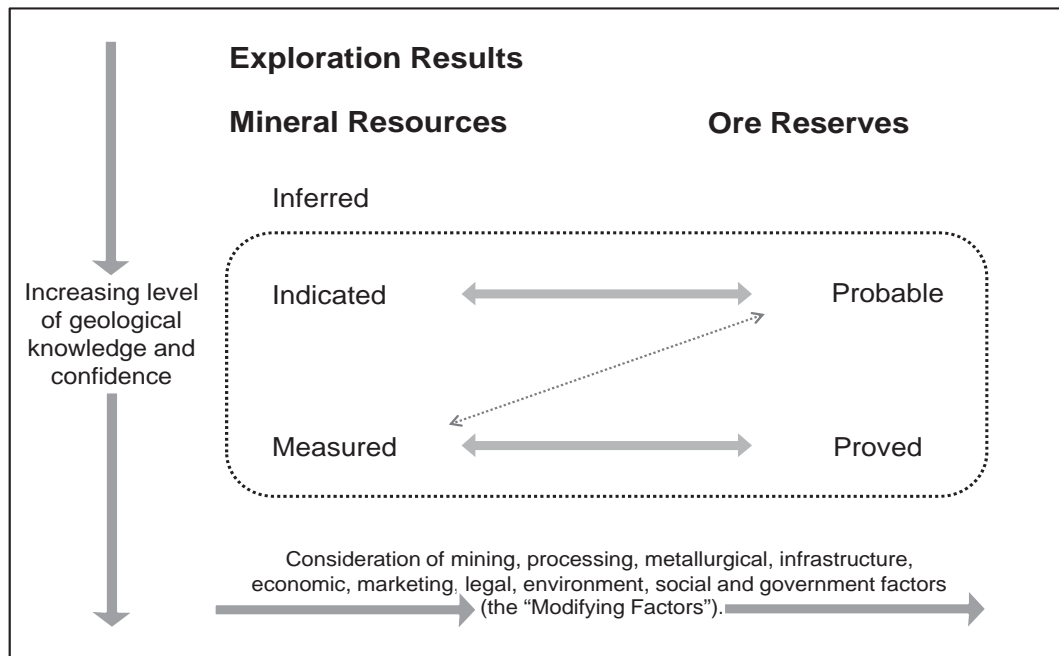 Exploration Results
Mineral Resources
Ore Reserves
Inferred
Indicated
Probable
Increasing level
of geological
knowledge and
confidence
Measured
Proved
Consideration of mining, processing, metallurgical, infrastructure,
economic, marketing, legal, environment, social and government factors
(the “Modifying Factors”).